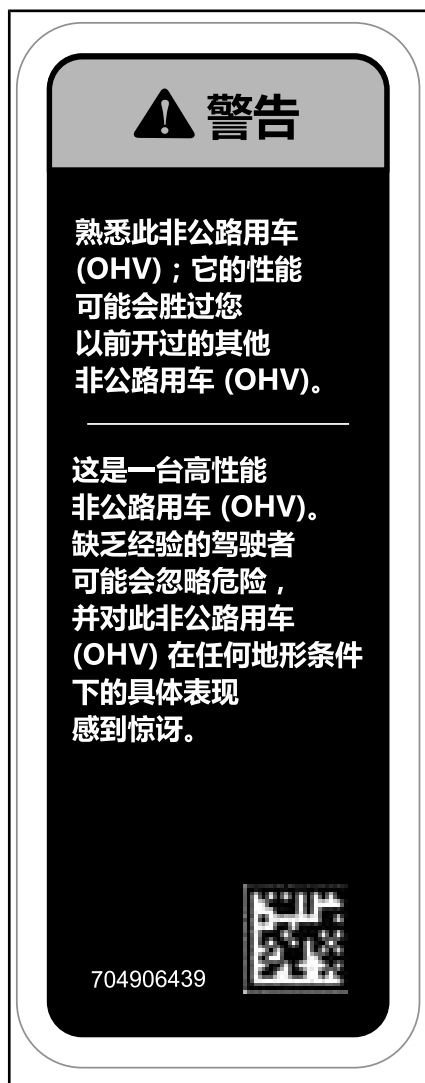 警告
熟悉此非公路用车
(OHV)；它的性能
可能会胜过您
以前开过的其他
非公路用车 (OHV)。
这是一台高性能
非公路用车 (OHV)。
缺乏经验的驾驶者
可能会忽略危险，
并对此非公路用车
(OHV) 在任何地形条件
下的具体表现
感到惊讶。
704906439